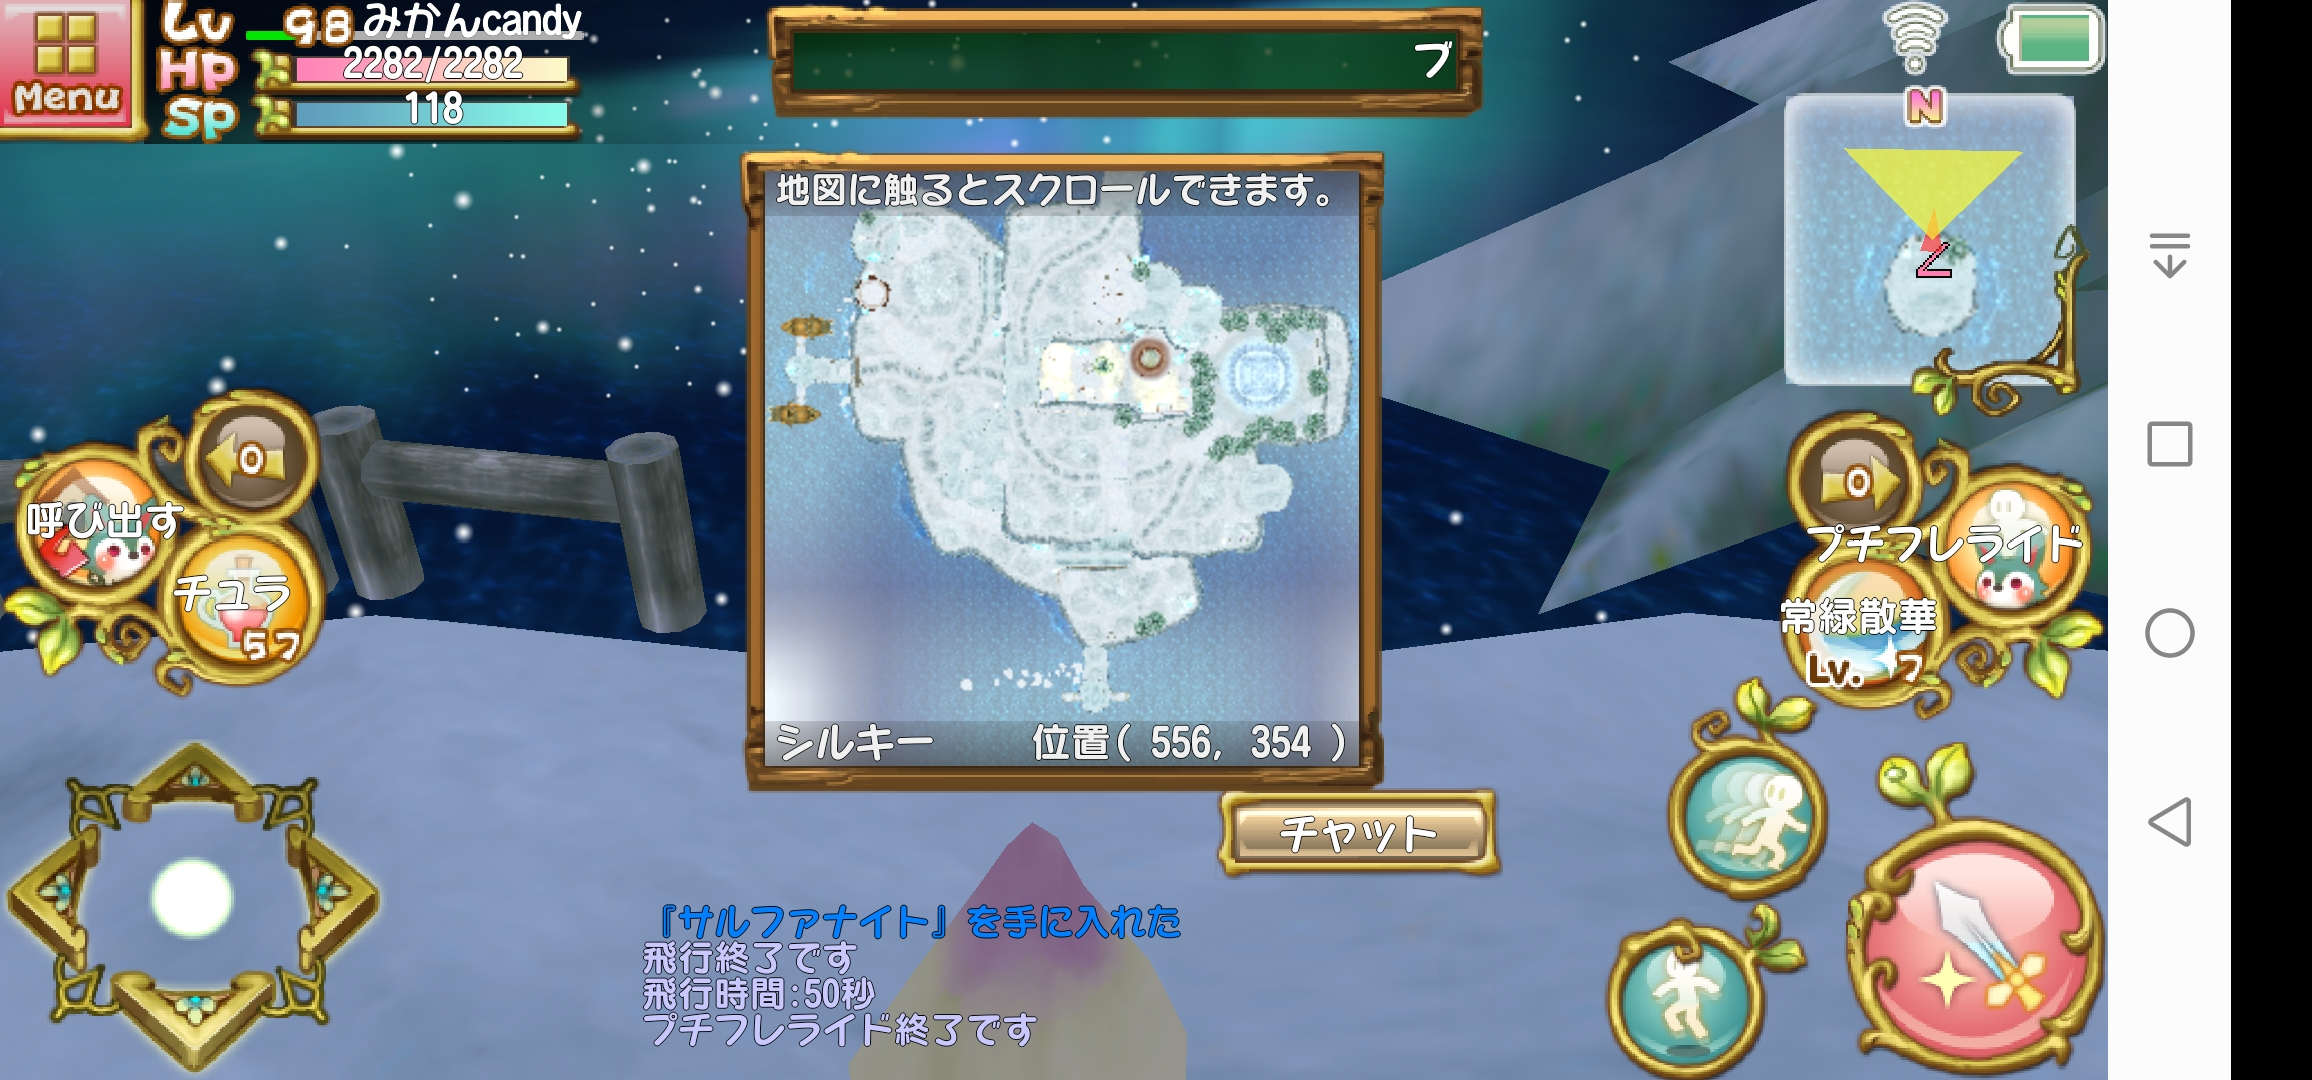 Lv 98 みかんcandy
HP 2282/2282
Sp 118
Menu
ブ
N
地図に触るとスクロールできます。
0
呼び出す
チュラ
57
0
プチフレライド
常緑散華
Lv. 7
シルキー 位置( 556, 354 )
チャット
『サルファナイト』を手に入れた
飛行終了です
飛行時間:50秒
プチフレライド終了です